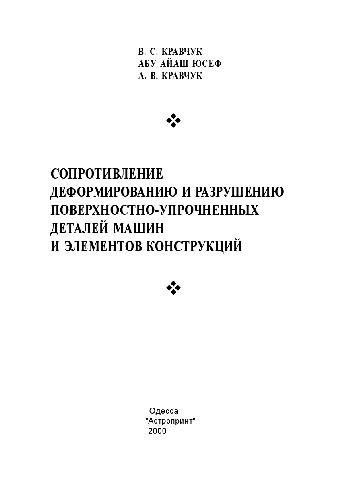 В. С. КРАВЧУК
АБУ АЙАШ ЮСЕФ
А. В. КРАВЧУК
СОПРОТИВЛЕНИЕ
ДЕФОРМИРОВАНИЮ И РАЗРУШЕНИЮ
ПОВЕРХНОСТНО-УПРОЧНЕННЫХ
ДЕТАЛЕЙ МАШИН
И ЭЛЕМЕНТОВ КОНСТРУКЦИЙ
Одесса
"Астропринт"
2000